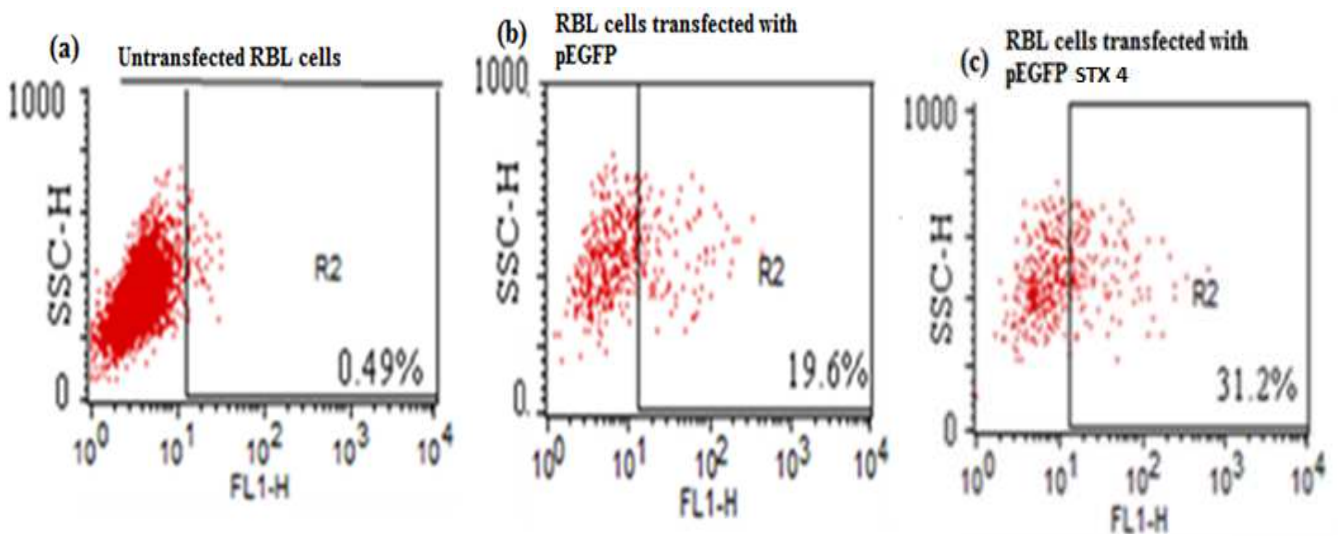 (a)
Untransfected RBL cells
1000
SSC-H
0
R2
0.49%
10^0 10^1 10^2 10^3 10^4
FL1-H
(b)
RBL cells transfected with
pEGFP
1000
SSC-H
0
R2
19.6%
10^0 10^1 10^2 10^3 10^4
FL1-H
(c)
RBL cells transfected with
pEGFP STX 4
1000
SSC-H
0
R2
31.2%
10^0 10^1 10^2 10^3 10^4
FL1-H